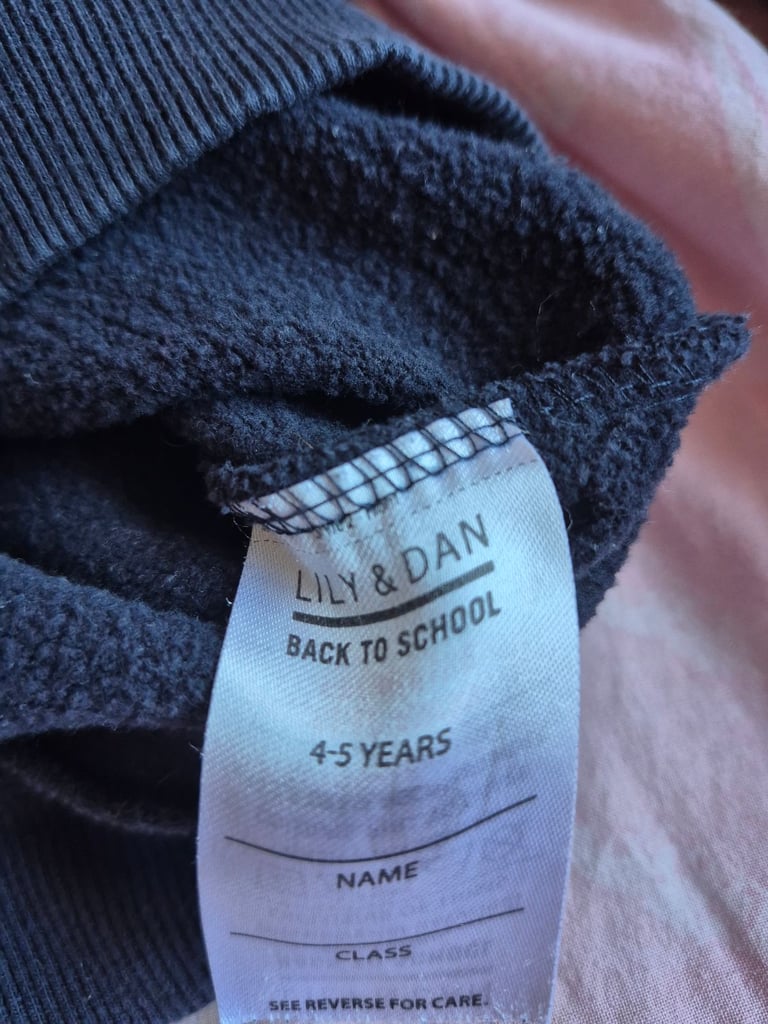 LILY & DAN
BACK TO SCHOOL
4-5 YEARS
NAME
CLASS
SEE REVERSE FOR CARE.